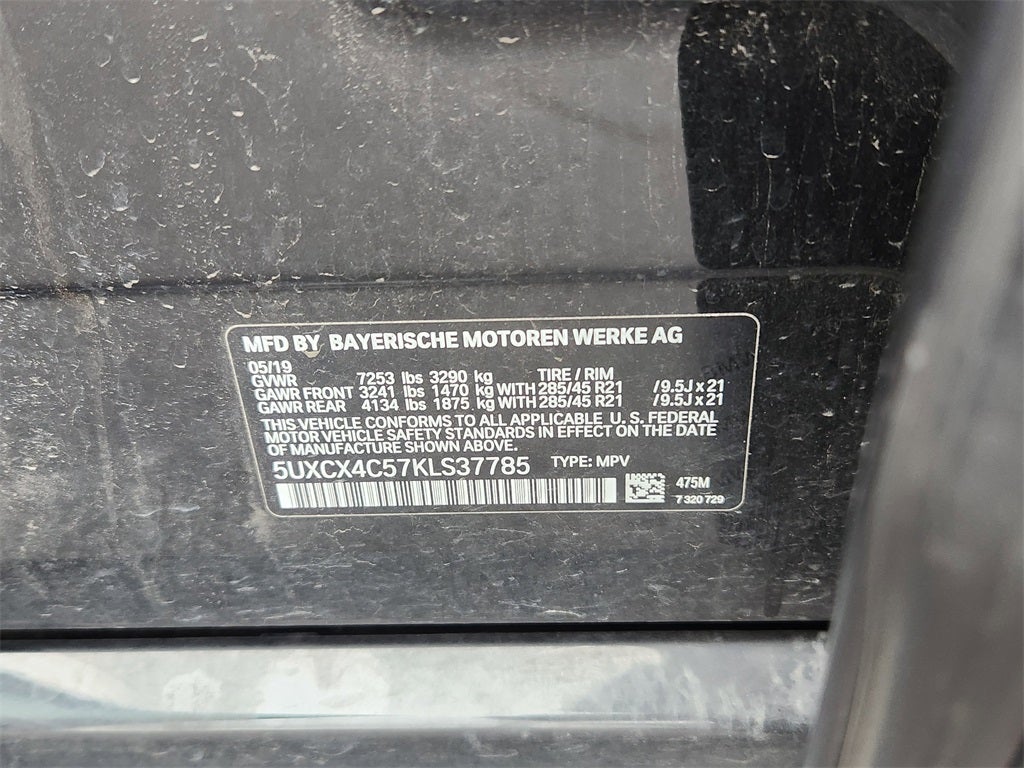 MFD BY BAYERISCHE MOTOREN WERKE AG
05/19
GVWR 7253 lbs 3290 kg TIRE / RIM
GAWR FRONT 3241 lbs 1470 kg WITH 285/45 R21 /9.5J x 21
GAWR REAR 4134 lbs 1875 kg WITH 285/45 R21 /9.5J x 21
THIS VEHICLE CONFORMS TO ALL APPLICABLE U. S. FEDERAL
MOTOR VEHICLE SAFETY STANDARDS IN EFFECT ON THE DATE
OF MANUFACTURE SHOWN ABOVE.
5UXCX4C57KLS37785 TYPE: MPV
475M
7 320 729